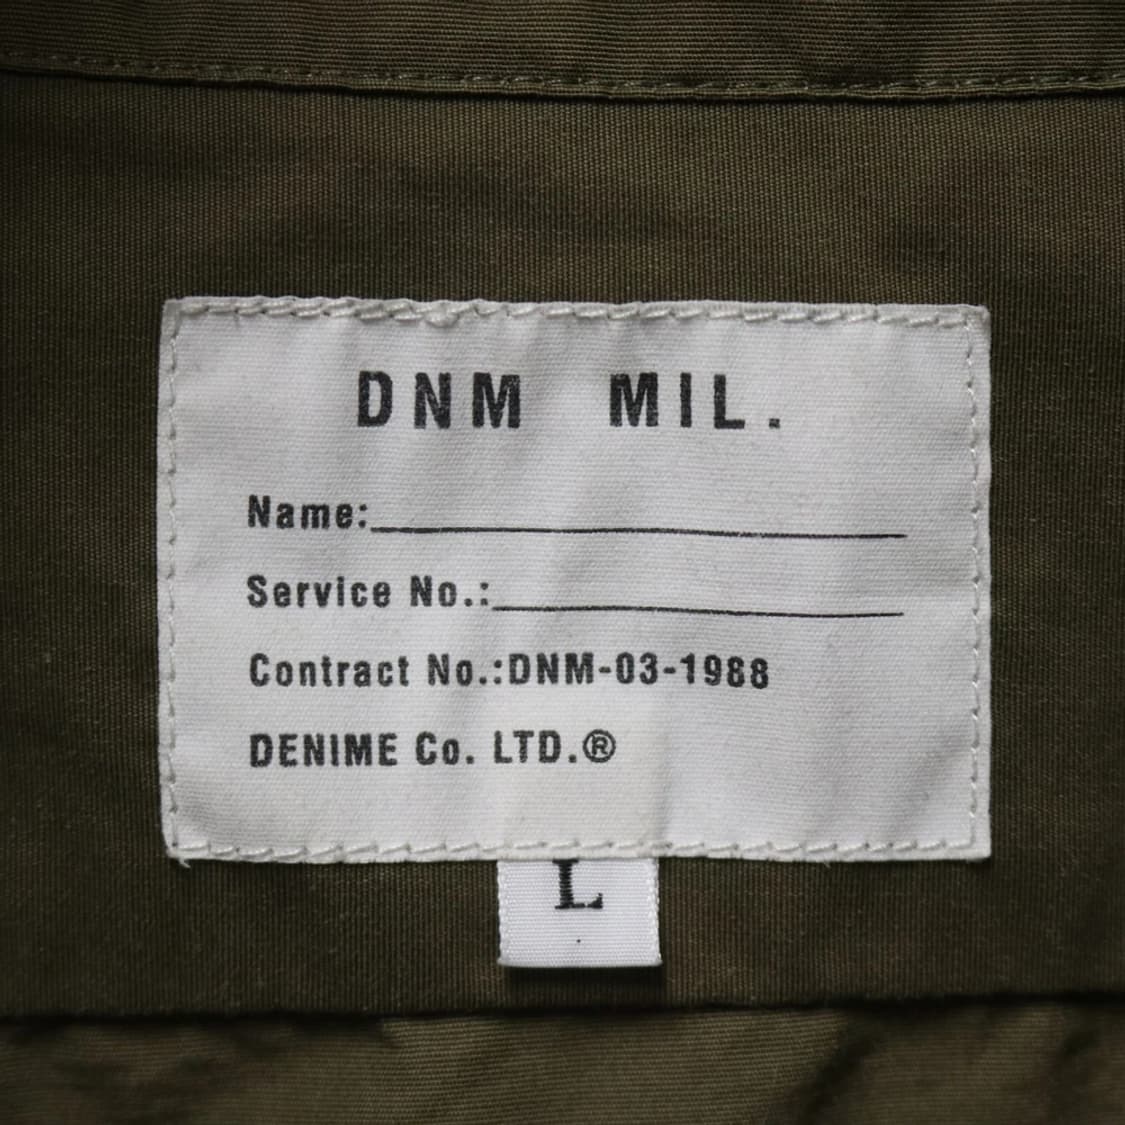 DNM MIL.
Name:
Service No.:
Contract No.:DNM-03-1988
DENIME Co. LTD.®
L